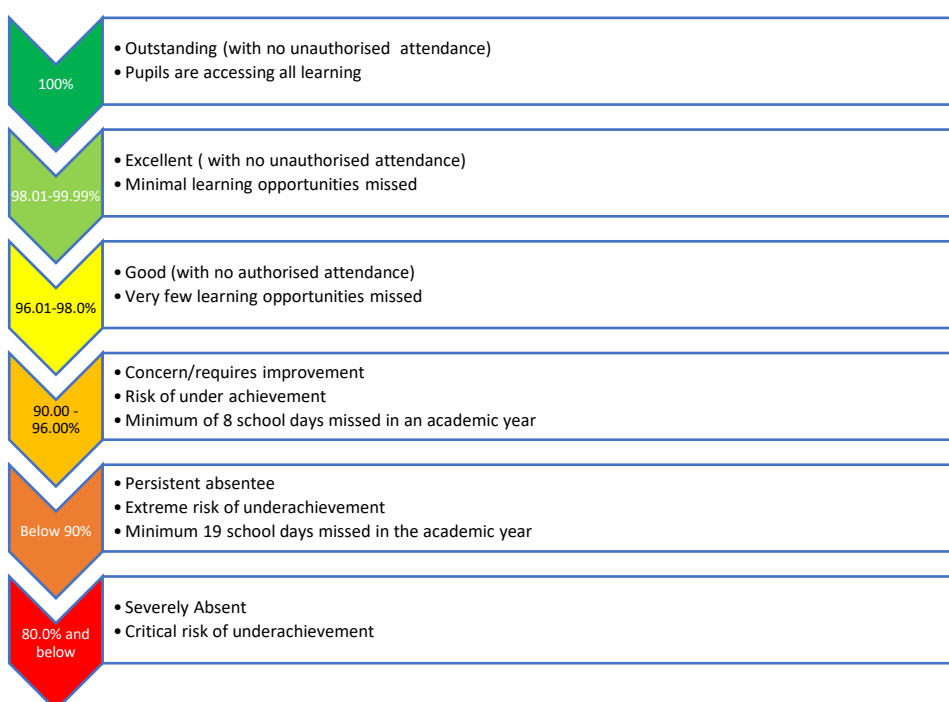 100%
• Outstanding (with no unauthorised  attendance)
• Pupils are accessing all learning
98.01-99.99%
• Excellent ( with no unauthorised attendance)
• Minimal learning opportunities missed
96.01-98.0%
• Good (with no authorised attendance)
• Very few learning opportunities missed
90.00 -
96.00%
• Concern/requires improvement
• Risk of under achievement
• Minimum of 8 school days missed in an academic year
Below 90%
• Persistent absentee
• Extreme risk of underachievement
• Minimum 19 school days missed in the academic year
80.0% and
below
• Severely Absent
• Critical risk of underachievement